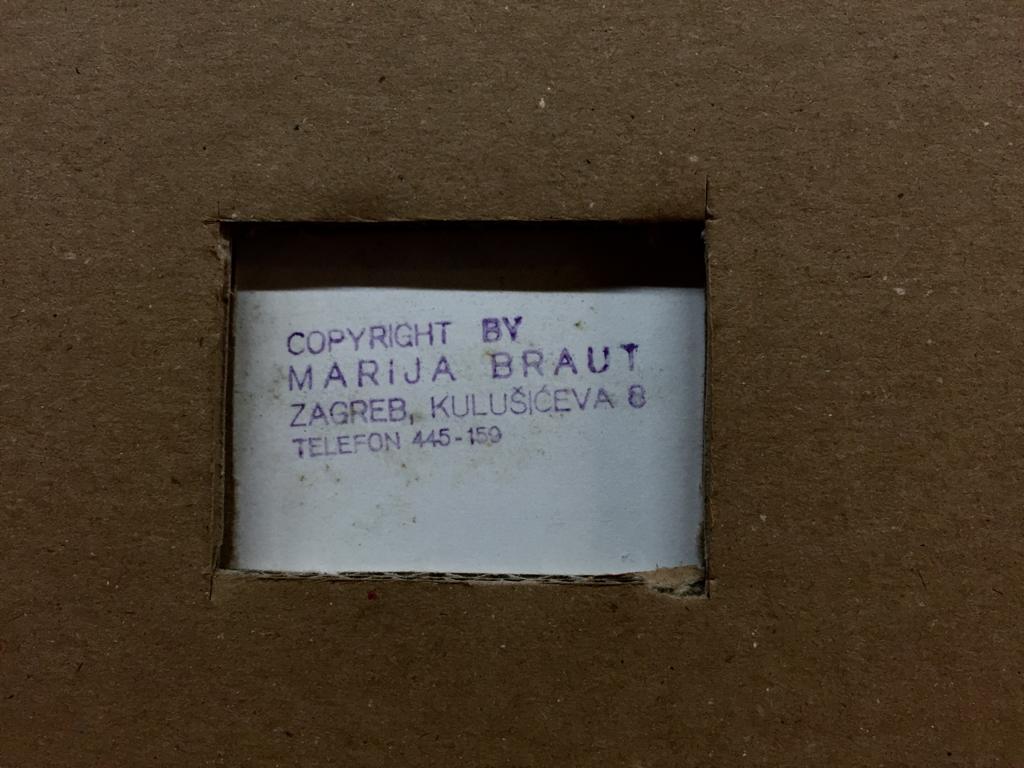 COPYRIGHT BY
MARIJA BRAUT
ZAGREB, KULUŠIĆEVA 8
TELEFON 445-159